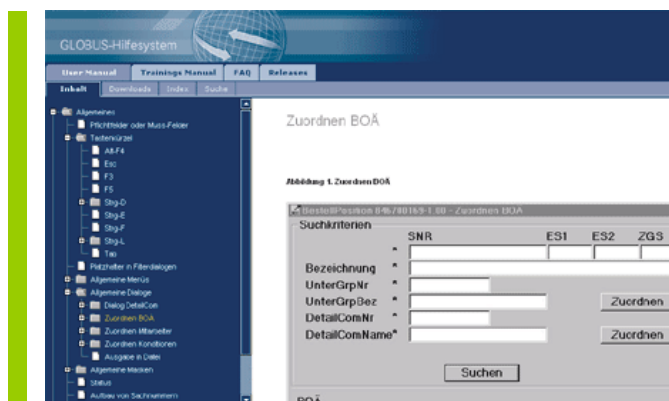 GLOBUS-Hilfesystem
User Manual Trainings Manual FAQ Releases
Inhalt Downloads Index Suche
Allgemeines
Pflichtfelder oder Muss-Felder
Tastenkürzel
Alt-F4
Esc
F3
F5
Strg-D
Strg-E
Strg-F
Strg-L
Tab
Platzhalter in Filterdialogen
Allgemeine Menüs
Allgemeine Dialoge
Dialog DetailCom
Zuordnen BOÄ
Zuordnen Mitarbeiter
Zuordnen Konditionen
Ausgabe in Datei
Allgemeine Masken
Status
Aufbau von Sachnummern
Zuordnen BOÄ
Abbildung 1. Zuordnen BOÄ
- Zuordnen BOÄ
Suchkriterien
SNR ES1 ES2 ZGS
*
Bezeichnung *
UnterGrpNr *
UnterGrpBez * Zuordnen
DetailComNr *
DetailComName* Zuordnen
Suchen
BOÄ